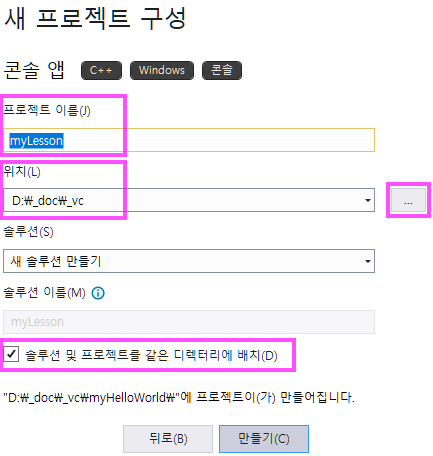 새 프로젝트 구성
콘솔 앱 C++ Windows 콘솔
프로젝트 이름(J)
myLesson
위치(L)
D:₩_doc₩_vc
...
솔루션(S)
새 솔루션 만들기
솔루션 이름(M)
myLesson
솔루션 및 프로젝트를 같은 디렉터리에 배치(D)
"D:₩_doc₩_vc₩myHelloWorld₩"에 프로젝트이(가) 만들어집니다.
뒤로(B) 만들기(C)